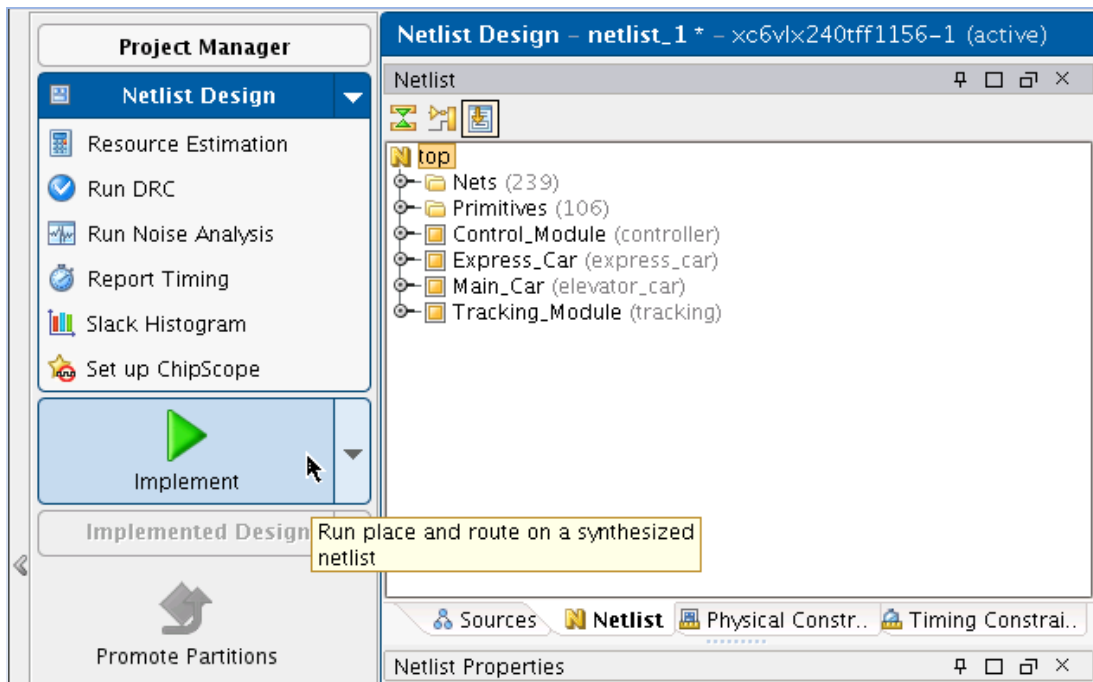 Project Manager
Netlist Design
Resource Estimation
Run DRC
Run Noise Analysis
Report Timing
Slack Histogram
Set up ChipScope
Implement
Implemented Design
Promote Partitions
Netlist Design – netlist_1 * – xc6vlx240tff1156–1 (active)
Netlist
top
Nets (239)
Primitives (106)
Control_Module (controller)
Express_Car (express_car)
Main_Car (elevator_car)
Tracking_Module (tracking)
Run place and route on a synthesized
netlist
Sources Netlist Physical Constr.. Timing Constrai..
Netlist Properties